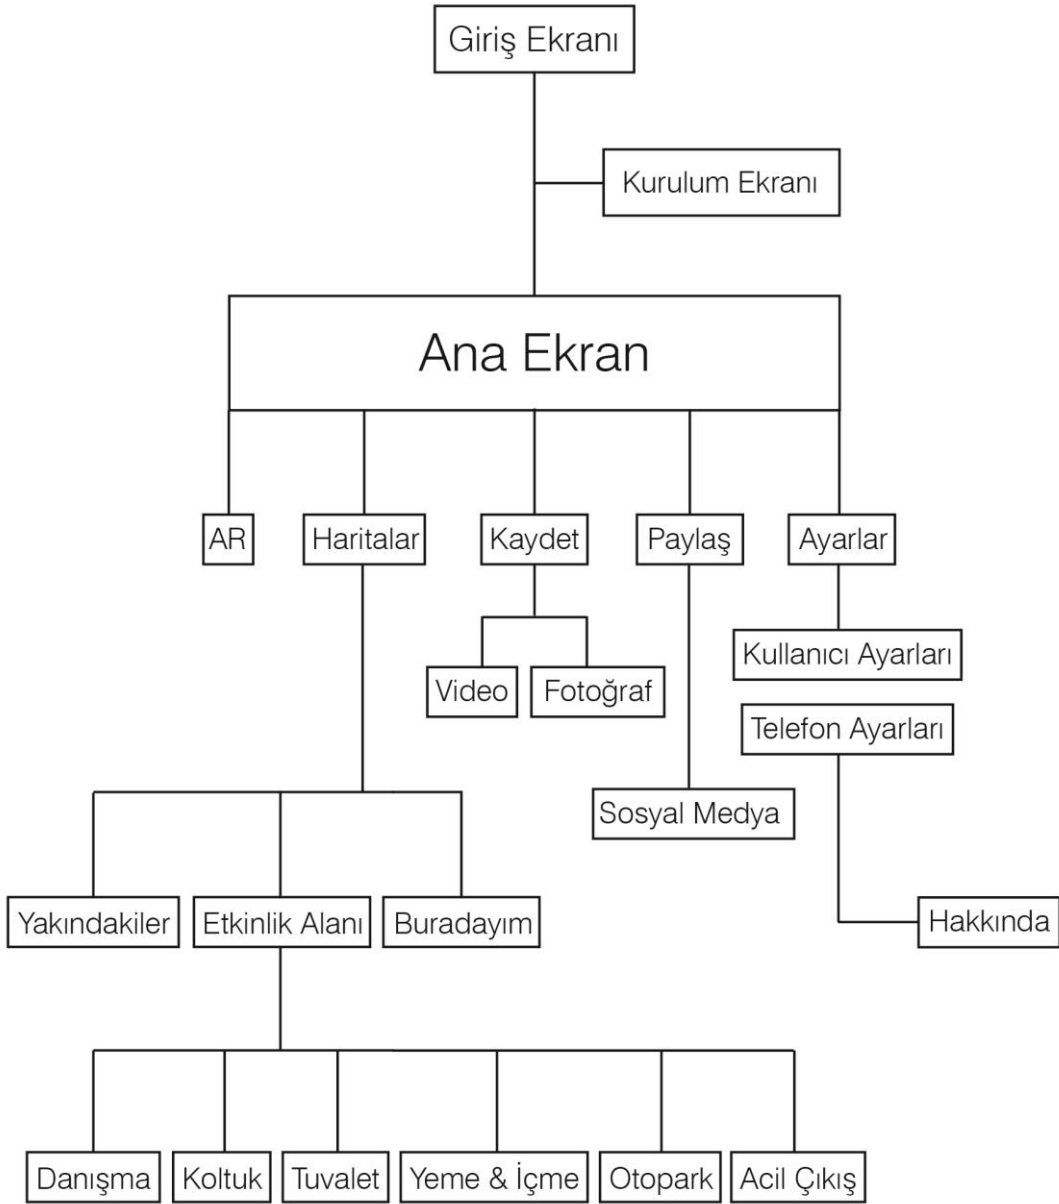 Giriş Ekranı
Kurulum Ekranı
Ana Ekran
AR
Haritalar
Kaydet
Paylaş
Ayarlar
Kullanıcı Ayarları
Video
Fotoğraf
Telefon Ayarları
Sosyal Medya
Yakındakiler
Etkinlik Alanı
Buradayım
Hakkında
Danışma
Koltuk
Tuvalet
Yeme & İçme
Otopark
Acil Çıkış